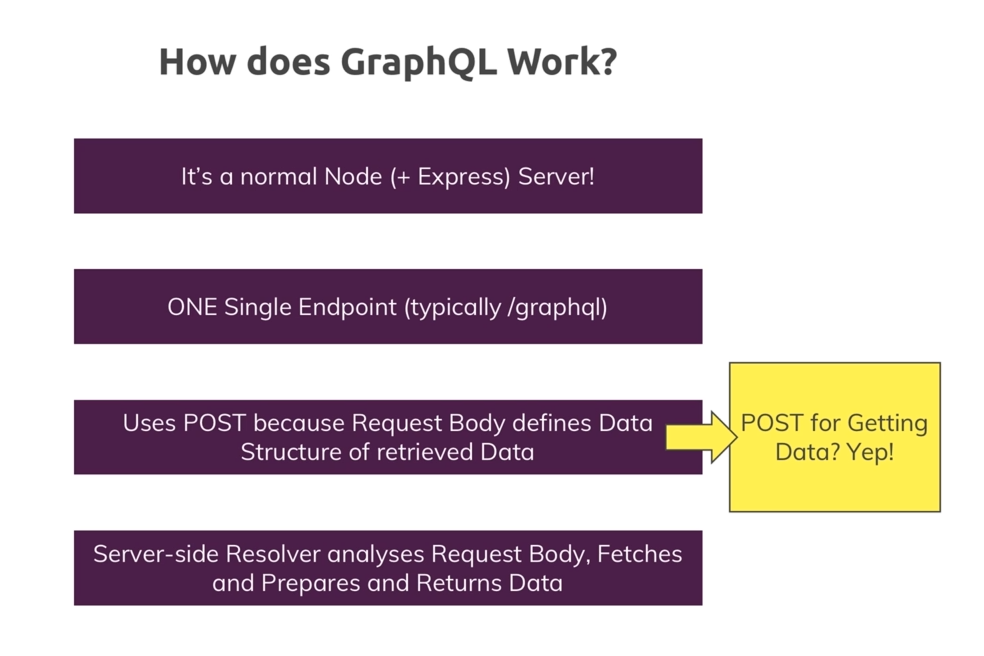 How does GraphQL Work?
It's a normal Node (+ Express) Server!
ONE Single Endpoint (typically /graphql)
Uses POST because Request Body defines Data
Structure of retrieved Data
POST for Getting
Data? Yep!
Server-side Resolver analyses Request Body, Fetches
and Prepares and Returns Data